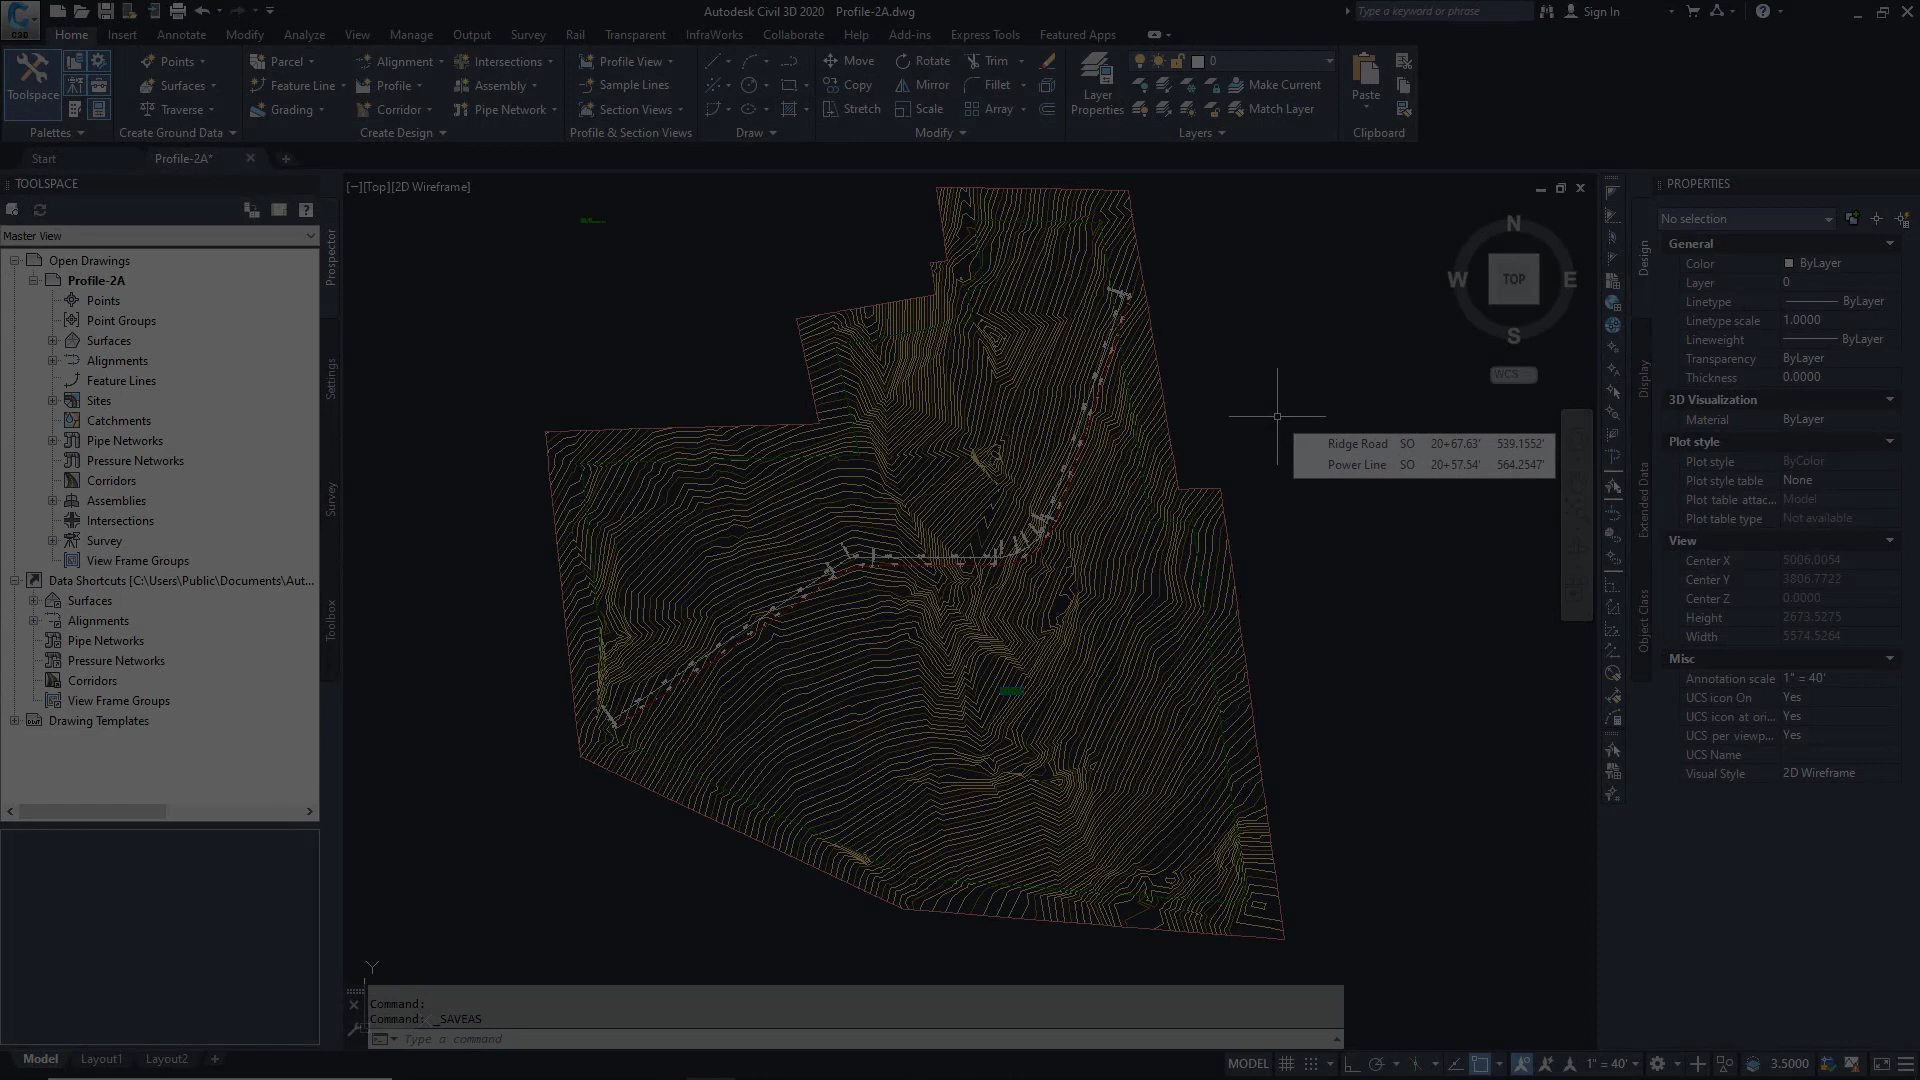 C3D
Autodesk Civil 3D 2020 Profile-2A.dwg
Type a keyword or phrase
Sign In
Home Insert Annotate Modify Analyze View Manage Output Survey Rail Transparent InfraWorks Collaborate Help Add-ins Express Tools Featured Apps
Toolspace
Palettes
Points
Surfaces
Traverse
Create Ground Data
Parcel
Feature Line
Grading
Alignment
Profile
Corridor
Intersections
Assembly
Pipe Network
Create Design
Profile View
Sample Lines
Section Views
Profile & Section Views
Draw
Move
Copy
Stretch
Rotate
Mirror
Scale
Trim
Fillet
Array
Modify
Layer
Properties
0
Make Current
Match Layer
Layers
Paste
Clipboard
Start
Profile-2A*
TOOLSPACE
Master View
Open Drawings
Profile-2A
Points
Point Groups
Surfaces
Alignments
Feature Lines
Sites
Catchments
Pipe Networks
Pressure Networks
Corridors
Assemblies
Intersections
Survey
View Frame Groups
Data Shortcuts [C:\Users\Public\Documents\Aut...
Surfaces
Alignments
Pipe Networks
Pressure Networks
Corridors
View Frame Groups
Drawing Templates
Prospector
Settings
Survey
Toolbox
[−][Top][2D Wireframe]
N
W TOP E
S
WCS
Ridge Road SO 20+67.63' 539.1552'
Power Line SO 20+57.54' 564.2547'
Y
Command:
Command: _SAVEAS
Type a command
Design
Display
Extended Data
Object Class
PROPERTIES
No selection
General
Color ByLayer
Layer 0
Linetype ByLayer
Linetype scale 1.0000
Lineweight ByLayer
Transparency ByLayer
Thickness 0.0000
3D Visualization
Material ByLayer
Plot style
Plot style ByColor
Plot style table None
Plot table attac... Model
Plot table type Not available
View
Center X 5006.0054
Center Y 3806.7722
Center Z 0.0000
Height 2673.5275
Width 5574.5264
Misc
Annotation scale 1" = 40'
UCS icon On Yes
UCS icon at ori... Yes
UCS per viewp... Yes
UCS Name
Visual Style 2D Wireframe
Model Layout1 Layout2
MODEL
1" = 40'
3.5000